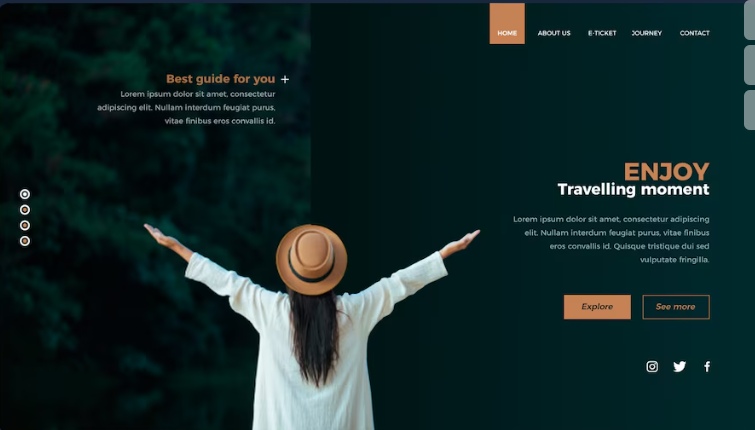 HOME ABOUT US E-TICKET JOURNEY CONTACT
Best guide for you
Lorem ipsum dolor sit amet, consectetur
adipiscing elit. Nullam interdum feugiat purus,
vitae finibus eros convallis id.
ENJOY
Travelling moment
Lorem ipsum dolor sit amet, consectetur adipiscing
elit. Nullam interdum feugiat purus, vitae finibus
eros convallis id. Quisque tristique dui sed
vulputate fringilla.
Explore See more